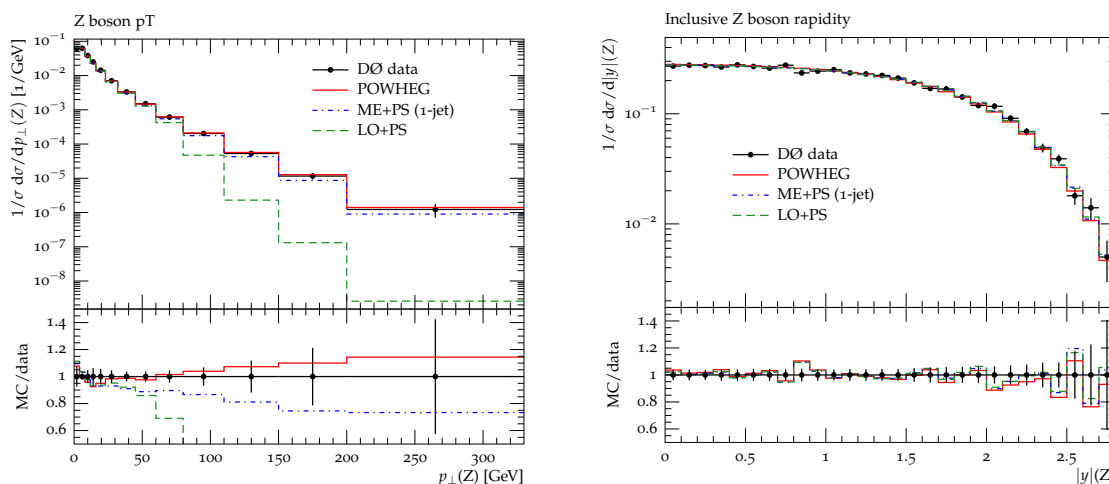 Z boson pT
DØ data
POWHEG
ME+PS (1-jet)
LO+PS
10⁻¹
10⁻²
10⁻³
10⁻⁴
10⁻⁵
10⁻⁶
10⁻⁷
10⁻⁸
1/σ dσ/dp⊥(Z) [1/GeV]
1.4
1.2
1.0
0.8
0.6
MC/data
0 50 100 150 200 250 300
p⊥(Z) [GeV]
Inclusive Z boson rapidity
DØ data
POWHEG
ME+PS (1-jet)
LO+PS
10⁻¹
10⁻²
1/σ dσ/d|y|(Z)
1.4
1.2
1.0
0.8
0.6
MC/data
0 0.5 1 1.5 2 2.5
|y|(Z